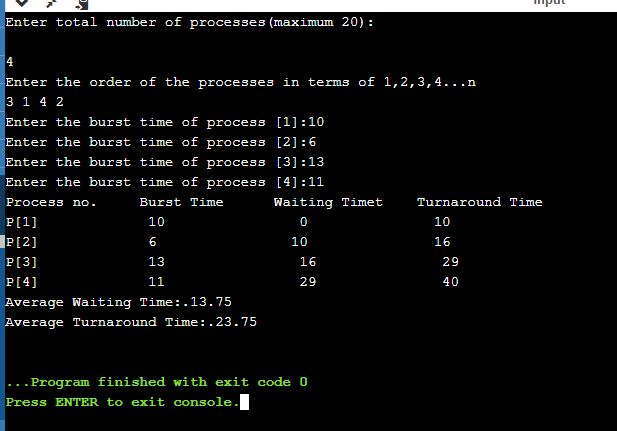 input
Enter total number of processes(maximum 20):
4
Enter the order of the processes in terms of 1,2,3,4...n
3 1 4 2
Enter the burst time of process [1]:10
Enter the burst time of process [2]:6
Enter the burst time of process [3]:13
Enter the burst time of process [4]:11
Process no. Burst Time Waiting Timet Turnaround Time
P[1] 10 0 10
P[2] 6 10 16
P[3] 13 16 29
P[4] 11 29 40
Average Waiting Time:.13.75
Average Turnaround Time:.23.75
...Program finished with exit code 0
Press ENTER to exit console.